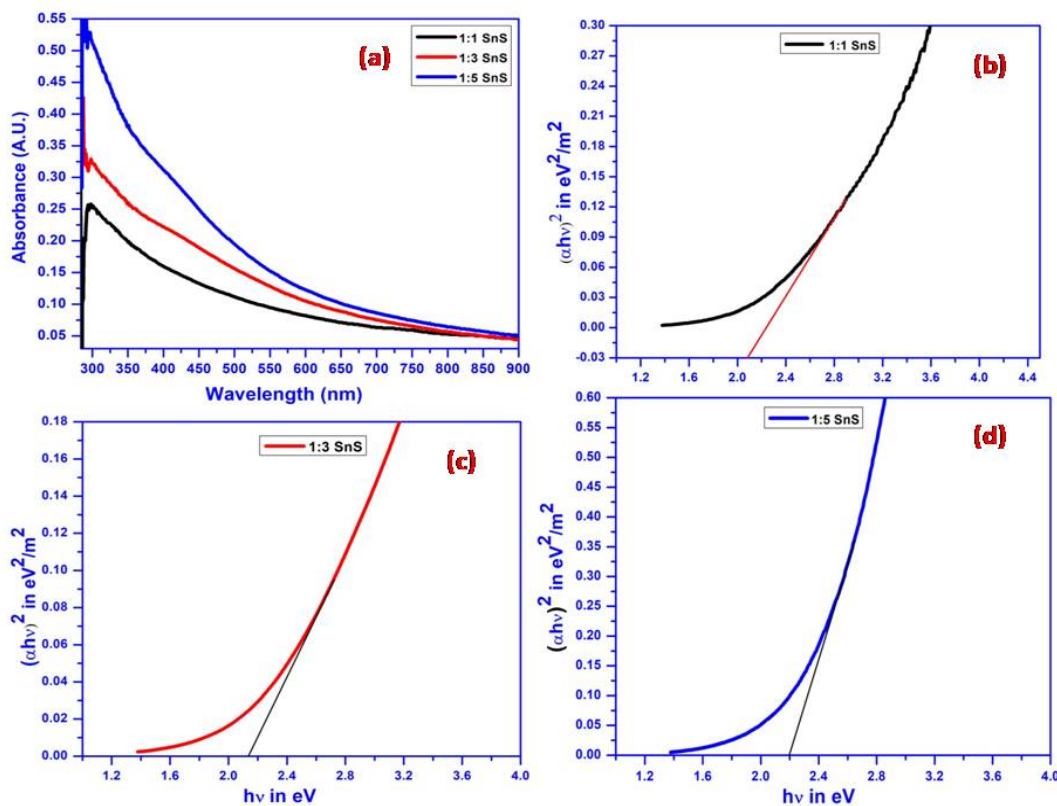 (a)
1:1 SnS
1:3 SnS
1:5 SnS
Absorbance (A.U.)
0.55
0.50
0.45
0.40
0.35
0.30
0.25
0.20
0.15
0.10
0.05
300 350 400 450 500 550 600 650 700 750 800 850 900
Wavelength (nm)
(b)
1:1 SnS
(αhν)² in eV²/m²
0.30
0.27
0.24
0.21
0.18
0.15
0.12
0.09
0.06
0.03
0.00
-0.03
1.2 1.6 2.0 2.4 2.8 3.2 3.6 4.0 4.4
(c)
1:3 SnS
(αhν)² in eV²/m²
0.18
0.16
0.14
0.12
0.10
0.08
0.06
0.04
0.02
0.00
1.2 1.6 2.0 2.4 2.8 3.2 3.6 4.0
hν in eV
(d)
1:5 SnS
(αhν)² in eV²/m²
0.60
0.55
0.50
0.45
0.40
0.35
0.30
0.25
0.20
0.15
0.10
0.05
0.00
1.2 1.6 2.0 2.4 2.8 3.2 3.6 4.0
hν in eV